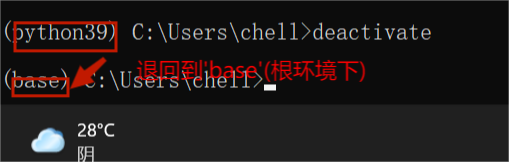 (python39) C:\Users\chell>deactivate
(base) C:\Users\chell>
退回到'base'(根环境下)
28°C
阴